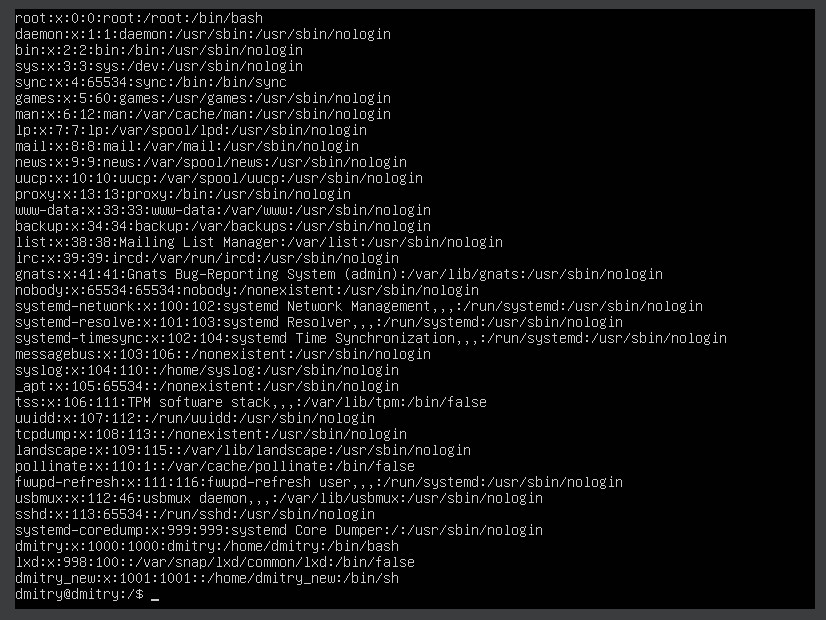 root:x:0:0:root:/root:/bin/bash
daemon:x:1:1:daemon:/usr/sbin:/usr/sbin/nologin
bin:x:2:2:bin:/bin:/usr/sbin/nologin
sys:x:3:3:sys:/dev:/usr/sbin/nologin
sync:x:4:65534:sync:/bin:/bin/sync
games:x:5:60:games:/usr/games:/usr/sbin/nologin
man:x:6:12:man:/var/cache/man:/usr/sbin/nologin
lp:x:7:7:lp:/var/spool/lpd:/usr/sbin/nologin
mail:x:8:8:mail:/var/mail:/usr/sbin/nologin
news:x:9:9:news:/var/spool/news:/usr/sbin/nologin
uucp:x:10:10:uucp:/var/spool/uucp:/usr/sbin/nologin
proxy:x:13:13:proxy:/bin:/usr/sbin/nologin
www-data:x:33:33:www-data:/var/www:/usr/sbin/nologin
backup:x:34:34:backup:/var/backups:/usr/sbin/nologin
list:x:38:38:Mailing List Manager:/var/list:/usr/sbin/nologin
irc:x:39:39:ircd:/var/run/ircd:/usr/sbin/nologin
gnats:x:41:41:Gnats Bug-Reporting System (admin):/var/lib/gnats:/usr/sbin/nologin
nobody:x:65534:65534:nobody:/nonexistent:/usr/sbin/nologin
systemd-network:x:100:102:systemd Network Management,,,:/run/systemd:/usr/sbin/nologin
systemd-resolve:x:101:103:systemd Resolver,,,:/run/systemd:/usr/sbin/nologin
systemd-timesync:x:102:104:systemd Time Synchronization,,,:/run/systemd:/usr/sbin/nologin
messagebus:x:103:106::/nonexistent:/usr/sbin/nologin
syslog:x:104:110::/home/syslog:/usr/sbin/nologin
_apt:x:105:65534::/nonexistent:/usr/sbin/nologin
tss:x:106:111:TPM software stack,,,:/var/lib/tpm:/bin/false
uuidd:x:107:112::/run/uuidd:/usr/sbin/nologin
tcpdump:x:108:113::/nonexistent:/usr/sbin/nologin
landscape:x:109:115::/var/lib/landscape:/usr/sbin/nologin
pollinate:x:110:1::/var/cache/pollinate:/bin/false
fwupd-refresh:x:111:116:fwupd-refresh user,,,:/run/systemd:/usr/sbin/nologin
usbmux:x:112:46:usbmux daemon,,,:/var/lib/usbmux:/usr/sbin/nologin
sshd:x:113:65534::/run/sshd:/usr/sbin/nologin
systemd-coredump:x:999:999:systemd Core Dumper:/:/usr/sbin/nologin
dmitry:x:1000:1000:dmitry:/home/dmitry:/bin/bash
lxd:x:998:100::/var/snap/lxd/common/lxd:/bin/false
dmitry_new:x:1001:1001::/home/dmitry_new:/bin/sh
dmitry@dmitry:/$ _